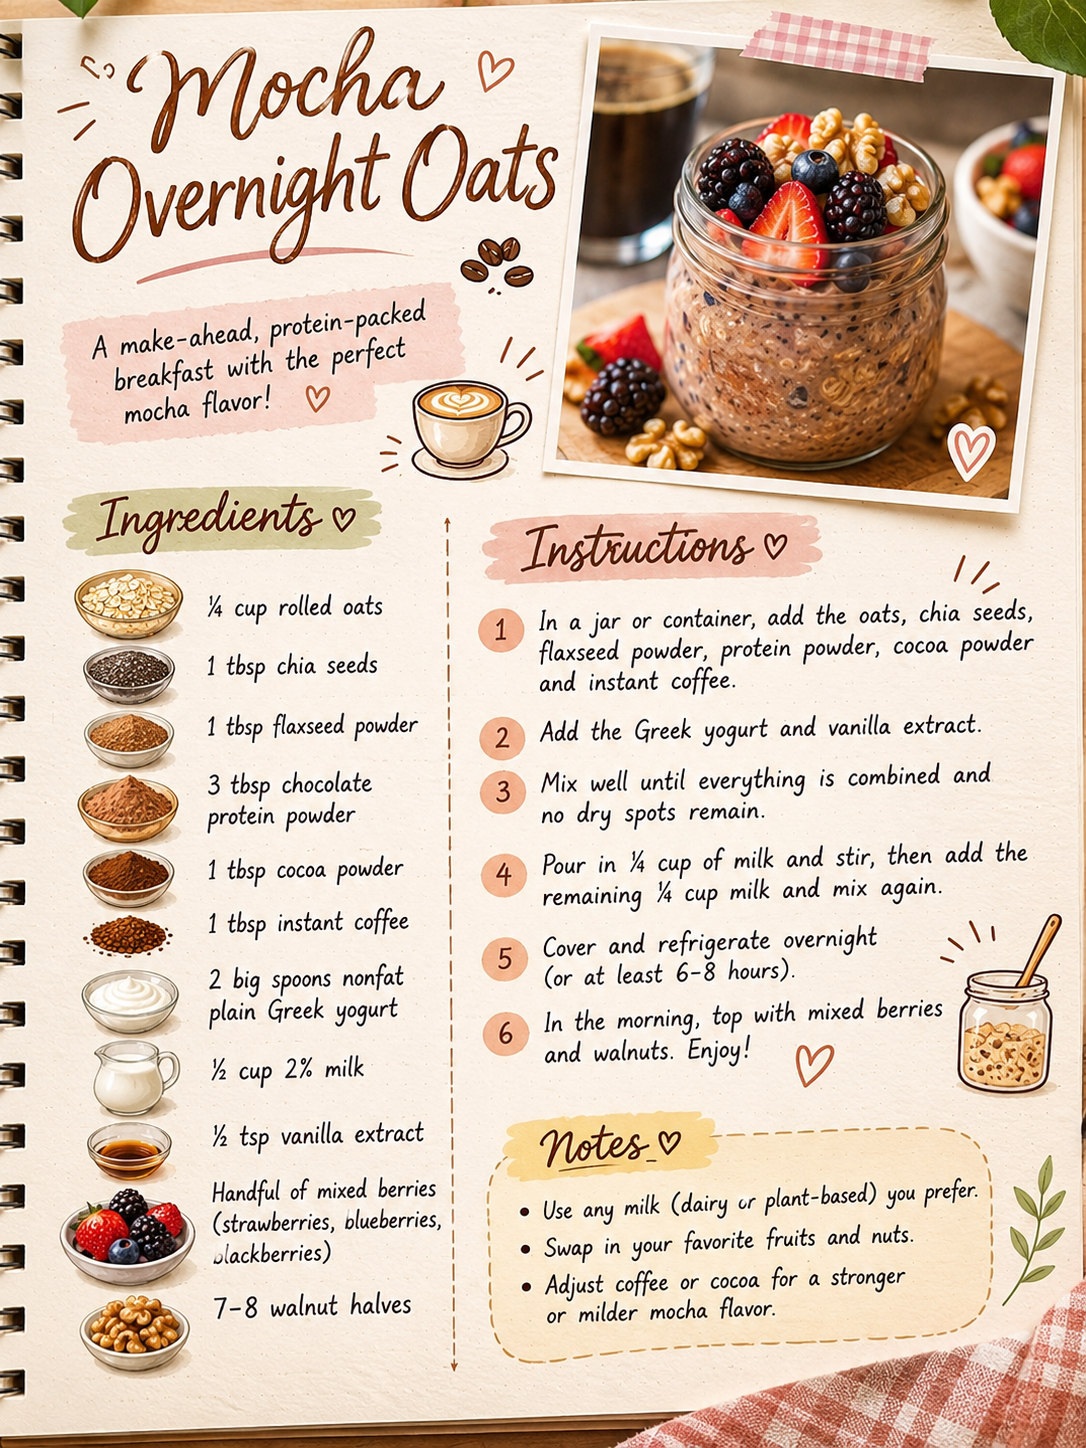 Mocha
Overnight Oats
A make-ahead, protein-packed
breakfast with the perfect
mocha flavor!
Ingredients
¼ cup rolled oats
1 tbsp chia seeds
1 tbsp flaxseed powder
3 tbsp chocolate
protein powder
1 tbsp cocoa powder
1 tbsp instant coffee
2 big spoons nonfat
plain Greek yogurt
½ cup 2% milk
½ tsp vanilla extract
Handful of mixed berries
(strawberries, blueberries,
blackberries)
7-8 walnut halves
Instructions
1 In a jar or container, add the oats, chia seeds,
flaxseed powder, protein powder, cocoa powder
and instant coffee.
2 Add the Greek yogurt and vanilla extract.
3 Mix well until everything is combined and
no dry spots remain.
4 Pour in ¼ cup of milk and stir, then add the
remaining ¼ cup milk and mix again.
5 Cover and refrigerate overnight
(or at least 6-8 hours).
6 In the morning, top with mixed berries
and walnuts. Enjoy!
Notes
• Use any milk (dairy or plant-based) you prefer.
• Swap in your favorite fruits and nuts.
• Adjust coffee or cocoa for a stronger
or milder mocha flavor.